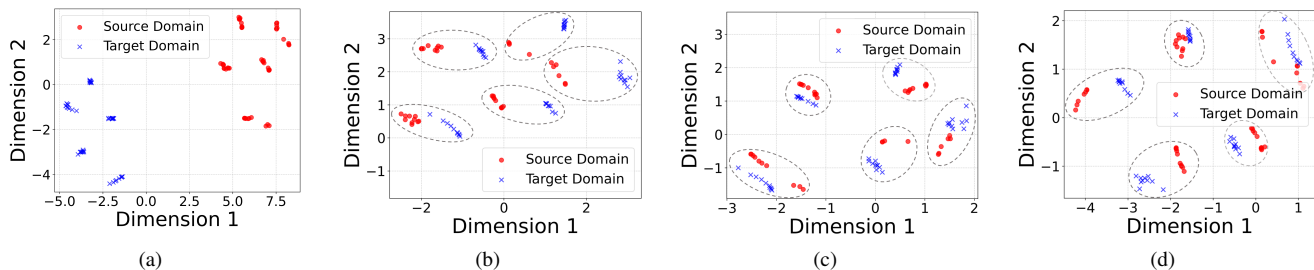 Source Domain
Target Domain
2
0
−2
−4
Dimension 2
−5.0
−2.5
0.0
2.5
5.0
7.5
Dimension 1
(a)
3
2
1
0
−1
Dimension 2
Source Domain
Target Domain
−2
0
2
Dimension 1
(b)
Source Domain
Target Domain
3
2
1
0
−1
Dimension 2
−3
−2
−1
0
1
2
Dimension 1
(c)
2
1
0
−1
Dimension 2
Source Domain
Target Domain
−4
−3
−2
−1
0
1
Dimension 1
(d)